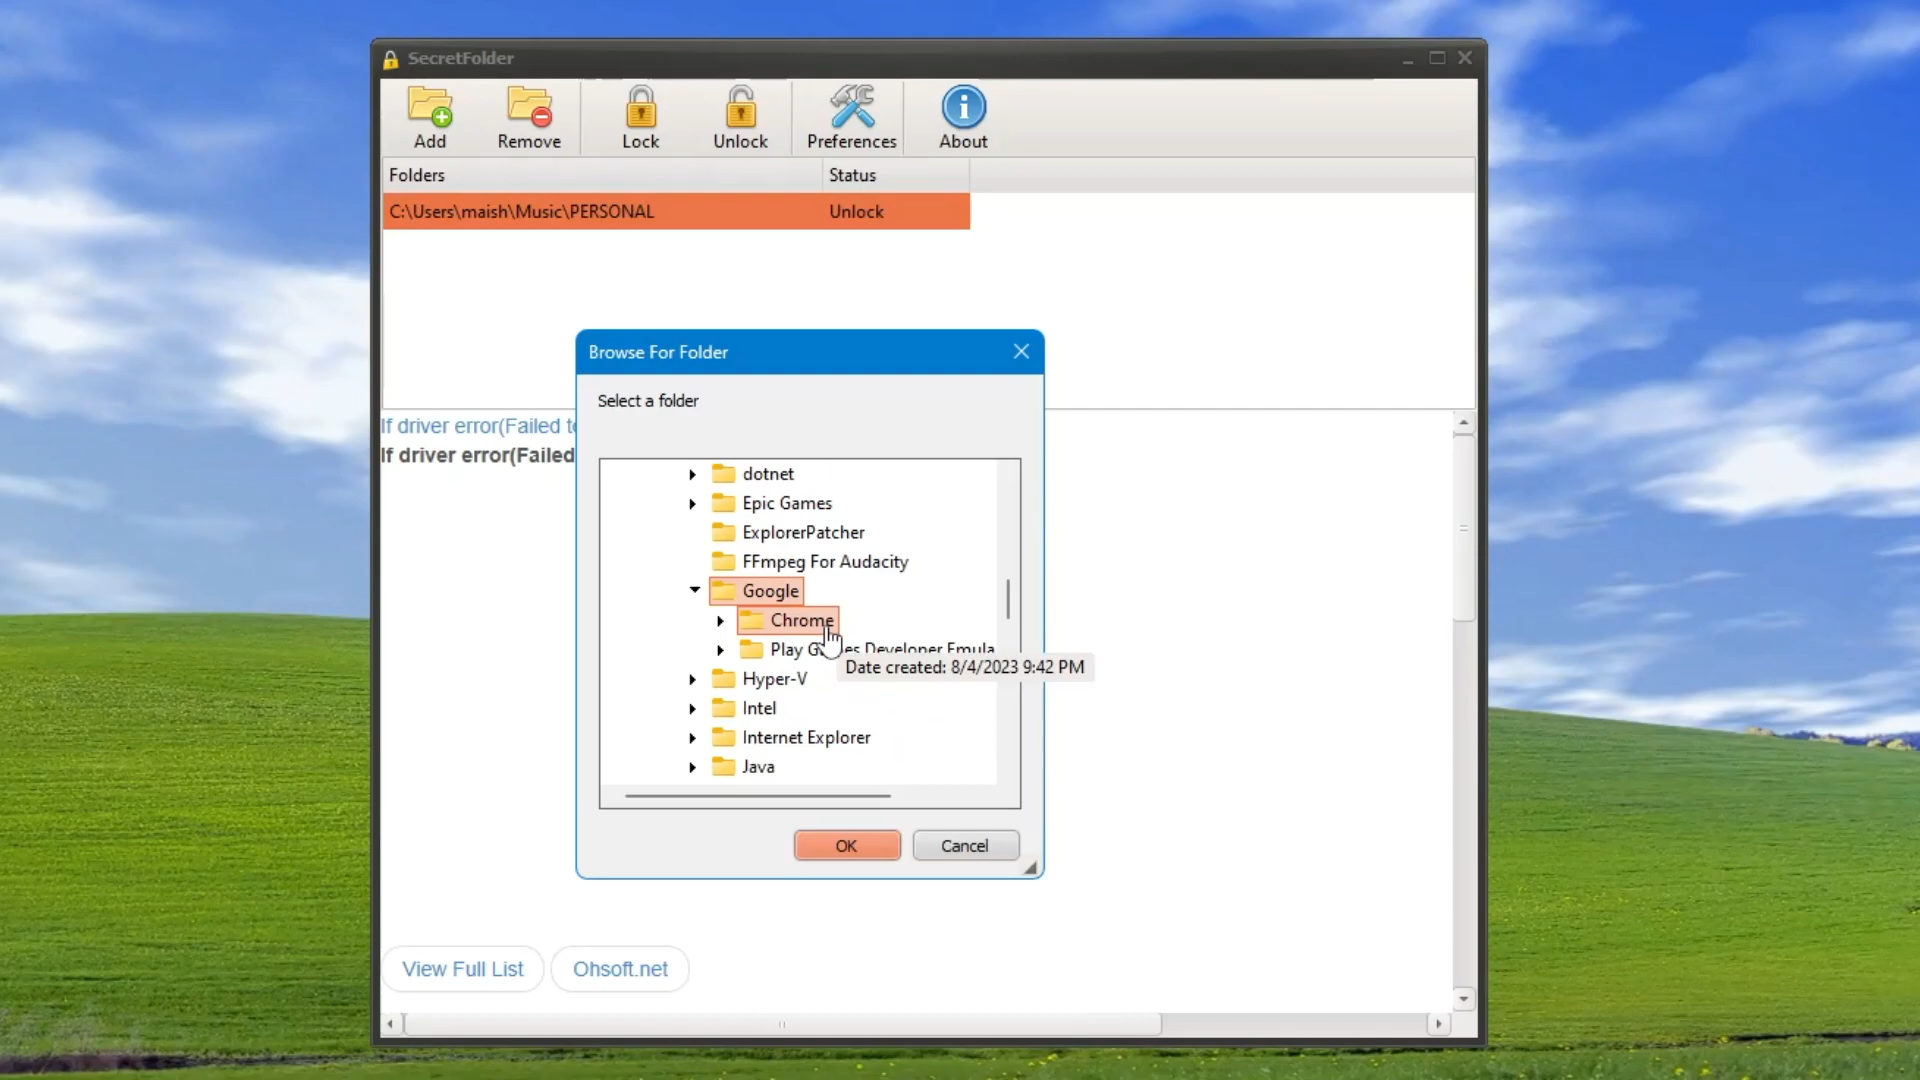 SecretFolder
Add Remove Lock Unlock Preferences About
Folders Status
C:\Users\maish\Music\PERSONAL Unlock
Browse For Folder
Select a folder
If driver error(Failed
If driver error(Failed
dotnet
Epic Games
ExplorerPatcher
FFmpeg For Audacity
Google
Chrome
Play Developer Emula
Date created: 8/4/2023 9:42 PM
Hyper-V
Intel
Internet Explorer
Java
OK Cancel
View Full List Ohsoft.net